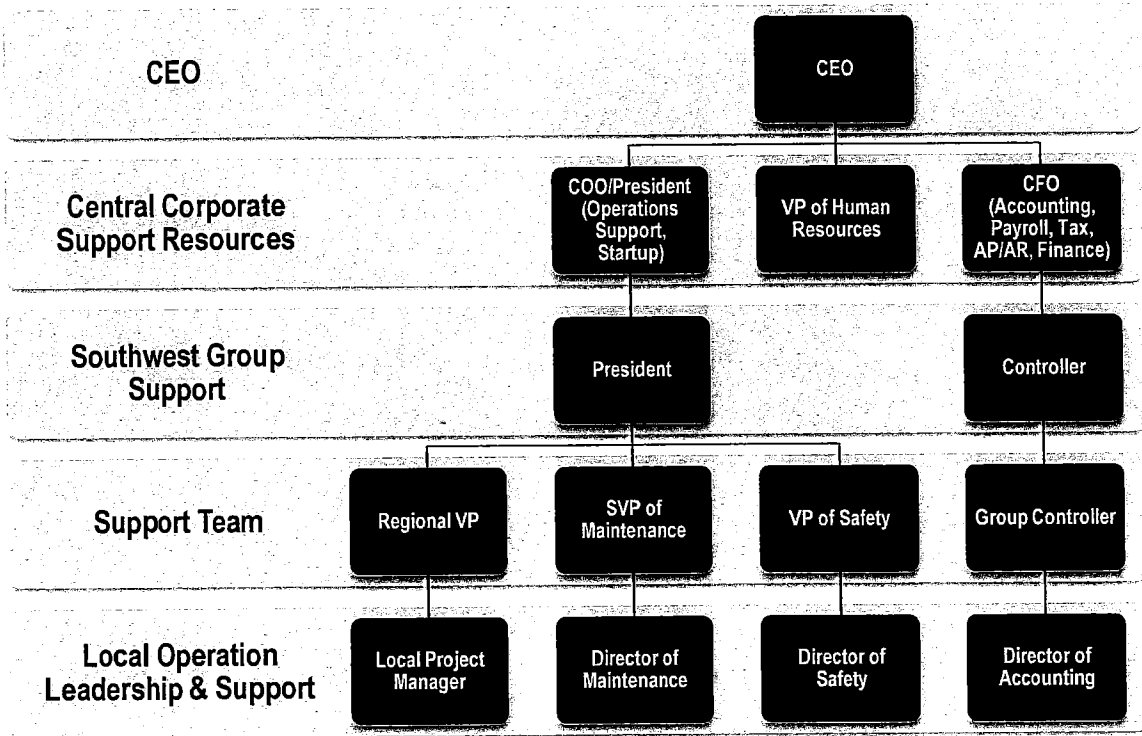 CEO
CEO
Central Corporate
Support Resources
COO/President
(Operations
Support,
Startup)
VP of Human
Resources
CFO
(Accounting,
Payroll, Tax,
AP/AR, Finance)
Southwest Group
Support
President
Controller
Support Team
Regional VP
SVP of
Maintenance
VP of Safety
Group Controller
Local Operation
Leadership & Support
Local Project
Manager
Director of
Maintenance
Director of
Safety
Director of
Accounting